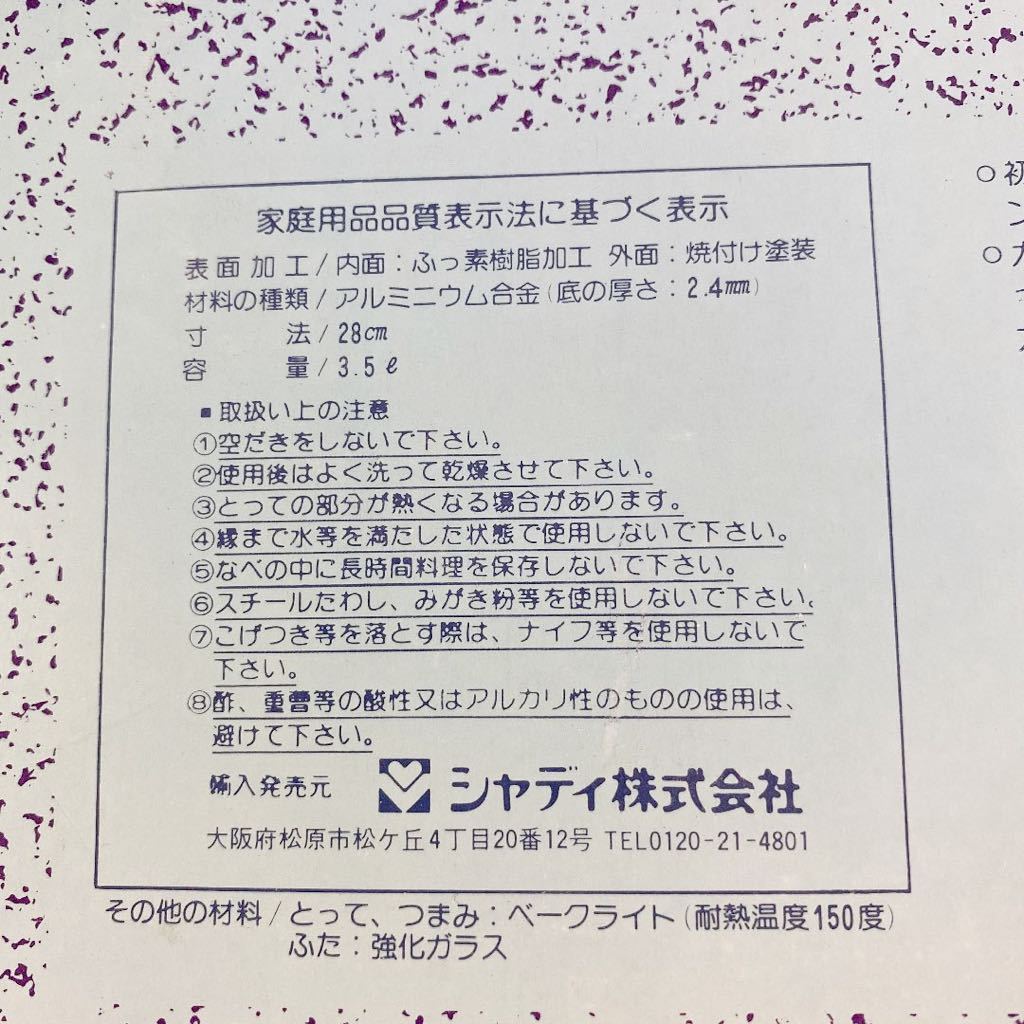 家庭用品品質表示法に基づく表示
表面加工/内面:ふっ素樹脂加工 外面:焼付け塗装
材料の種類/アルミニウム合金(底の厚さ:2.4mm)
寸法/28cm
容量/3.5ℓ
■取扱い上の注意
①空だきをしないで下さい。
②使用後はよく洗って乾燥させて下さい。
③とっての部分が熱くなる場合があります。
④縁まで水等を満たした状態で使用しないで下さい。
⑤なべの中に長時間料理を保存しないで下さい。
⑥スチールたわし、みがき粉等を使用しないで下さい。
⑦こげつき等を落とす際は、ナイフ等を使用しないで
下さい。
⑧酢、重曹等の酸性又はアルカリ性のものの使用は、
避けて下さい。
輸入発売元 シャディ株式会社
大阪府松原市松ケ丘4丁目20番12号 TEL0120-21-4801
その他の材料/とって、つまみ:ベークライト(耐熱温度150度)
ふた:強化ガラス
○初
ン
○